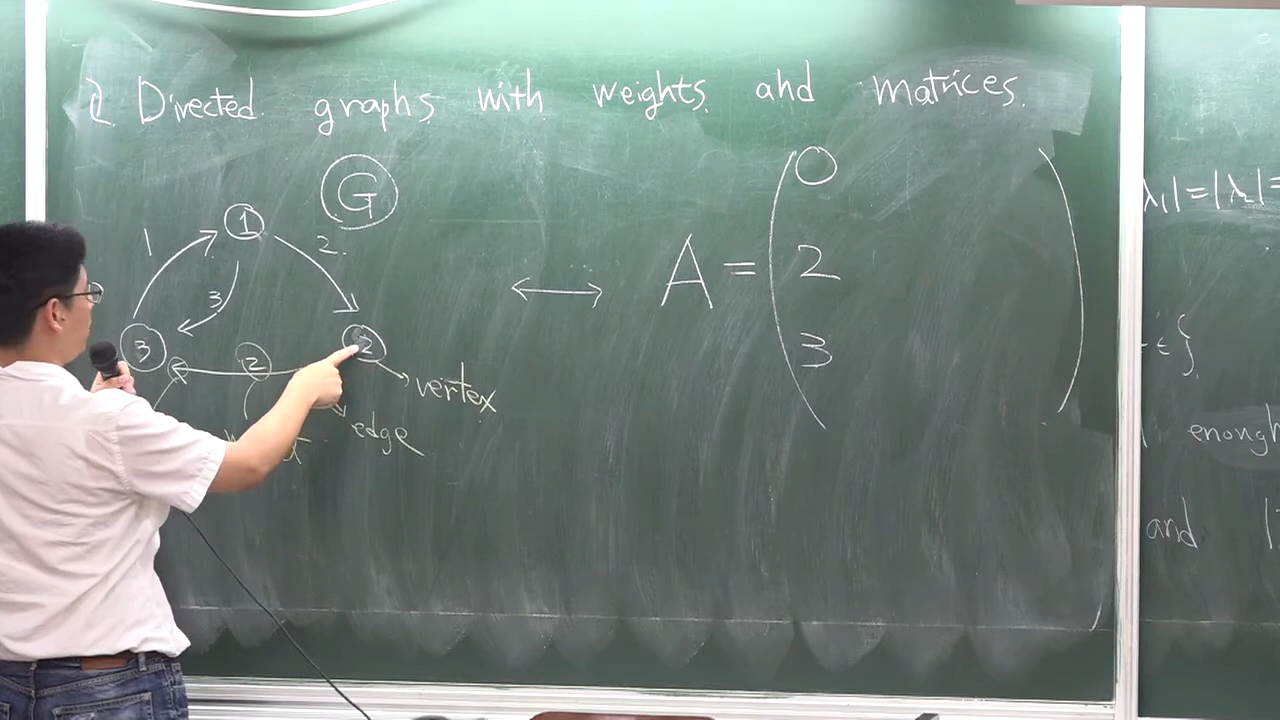 2. Directed graphs with weights and matrices.
G
1
1
2.
3
3
2
2
vertex
edge
A =
0
2
3
|λ1|=|λ2|=
}
enough
and